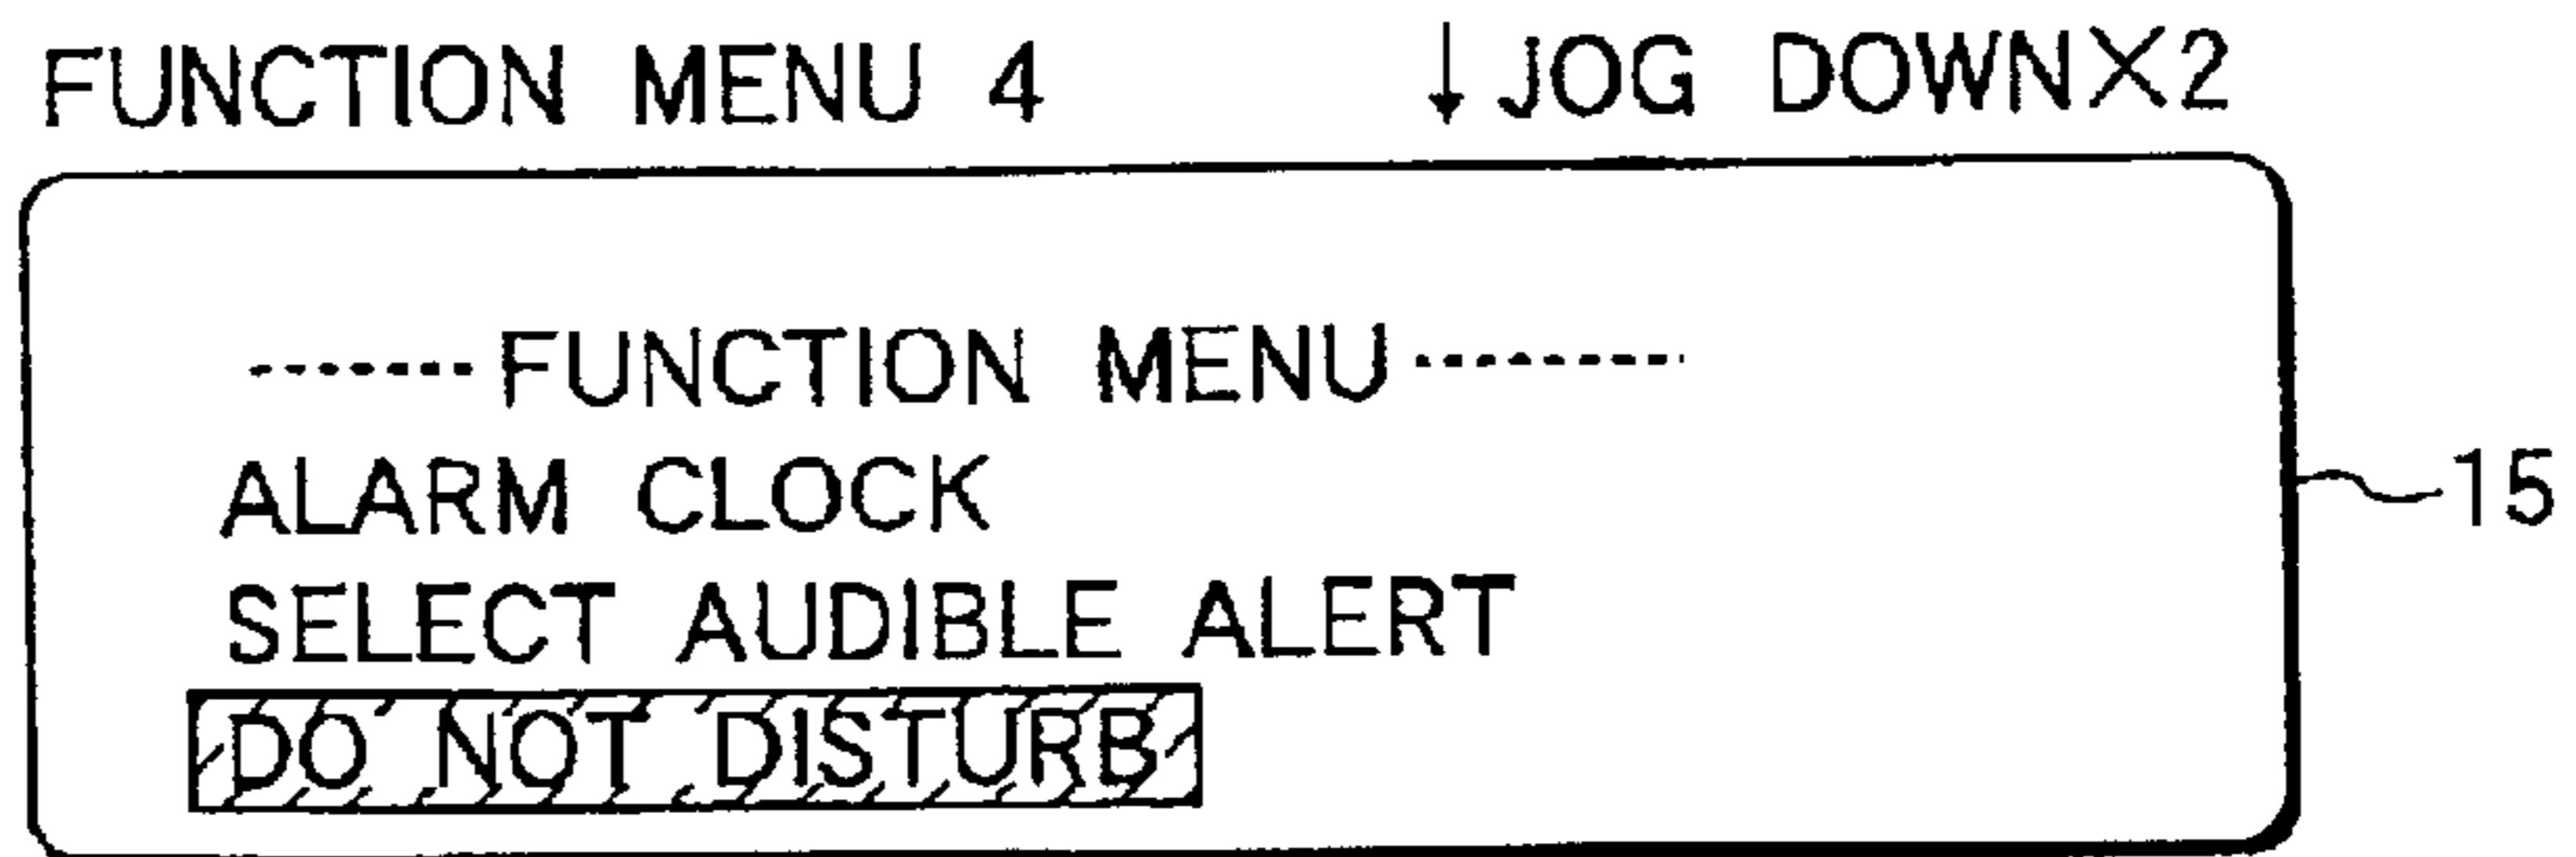 FUNCTION MENU 4 ↓ JOG DOWN×2
------- FUNCTION MENU ---------
ALARM CLOCK
15
SELECT AUDIBLE ALERT
DO NOT DISTURB